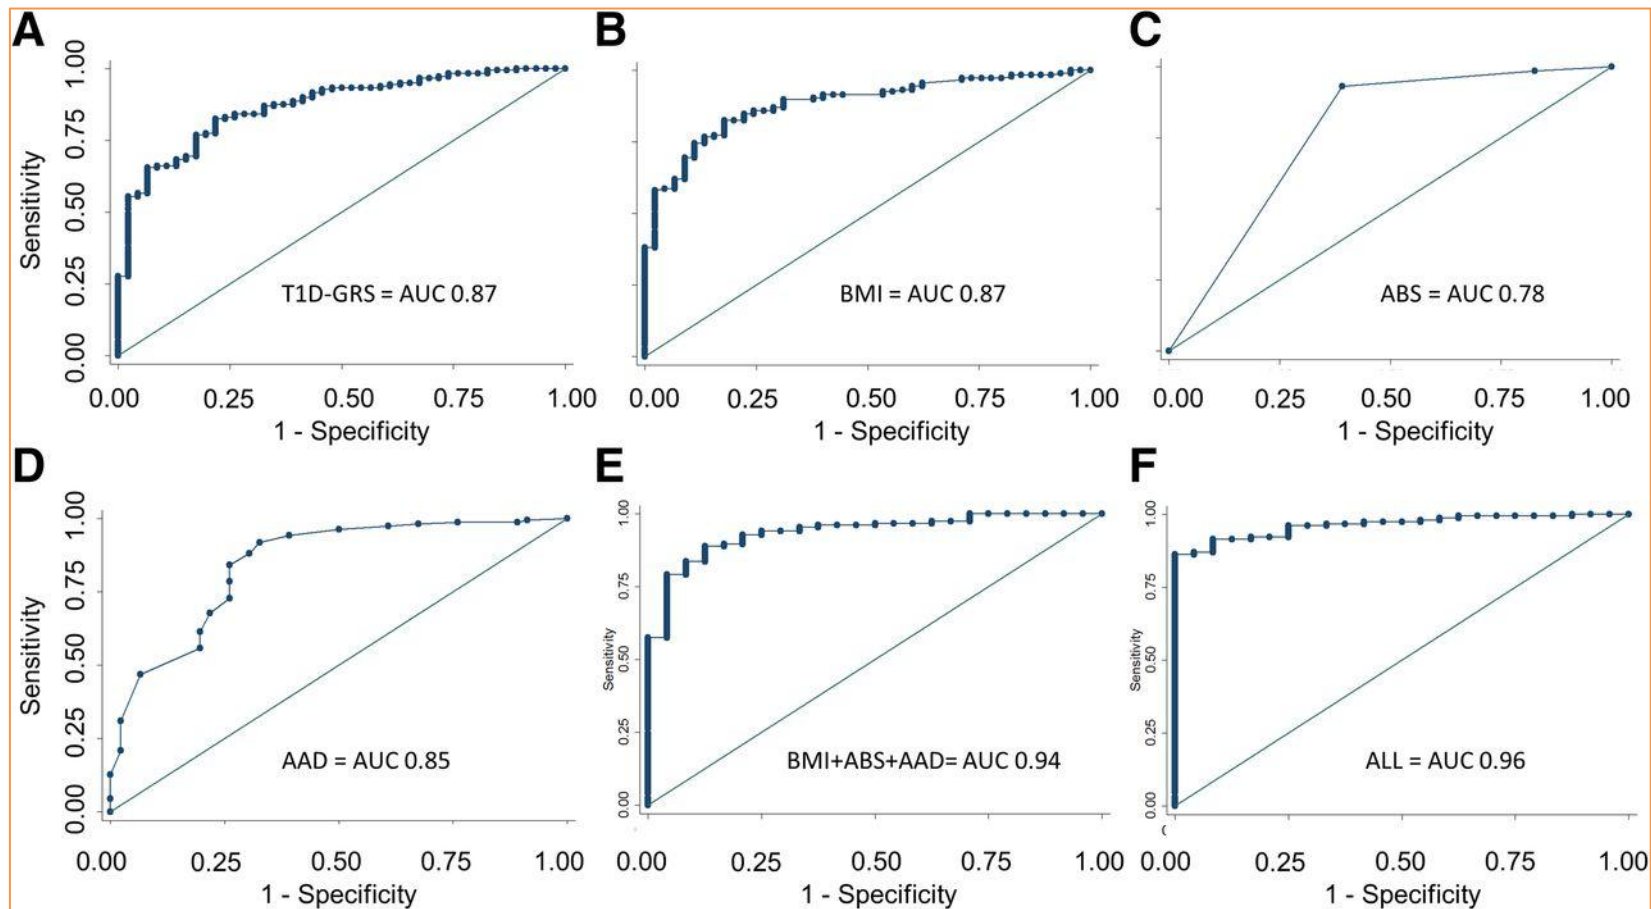 A
1.00
0.75
0.50
0.25
0.00
Sensitivity
T1D-GRS = AUC 0.87
0.00 0.25 0.50 0.75 1.00
1 - Specificity
B
BMI = AUC 0.87
0.00 0.25 0.50 0.75 1.00
1 - Specificity
C
ABS = AUC 0.78
0.00 0.25 0.50 0.75 1.00
1 - Specificity
D
1.00
0.75
0.50
0.25
0.00
Sensitivity
AAD = AUC 0.85
0.00 0.25 0.50 0.75 1.00
1 - Specificity
E
1.00
0.75
0.50
0.25
0.00
Sensitivity
BMI+ABS+AAD= AUC 0.94
0.00 0.25 0.50 0.75 1.00
1 - Specificity
F
1.00
0.75
0.50
0.25
0.00
Sensitivity
ALL = AUC 0.96
0.00 0.25 0.50 0.75 1.00
1 - Specificity